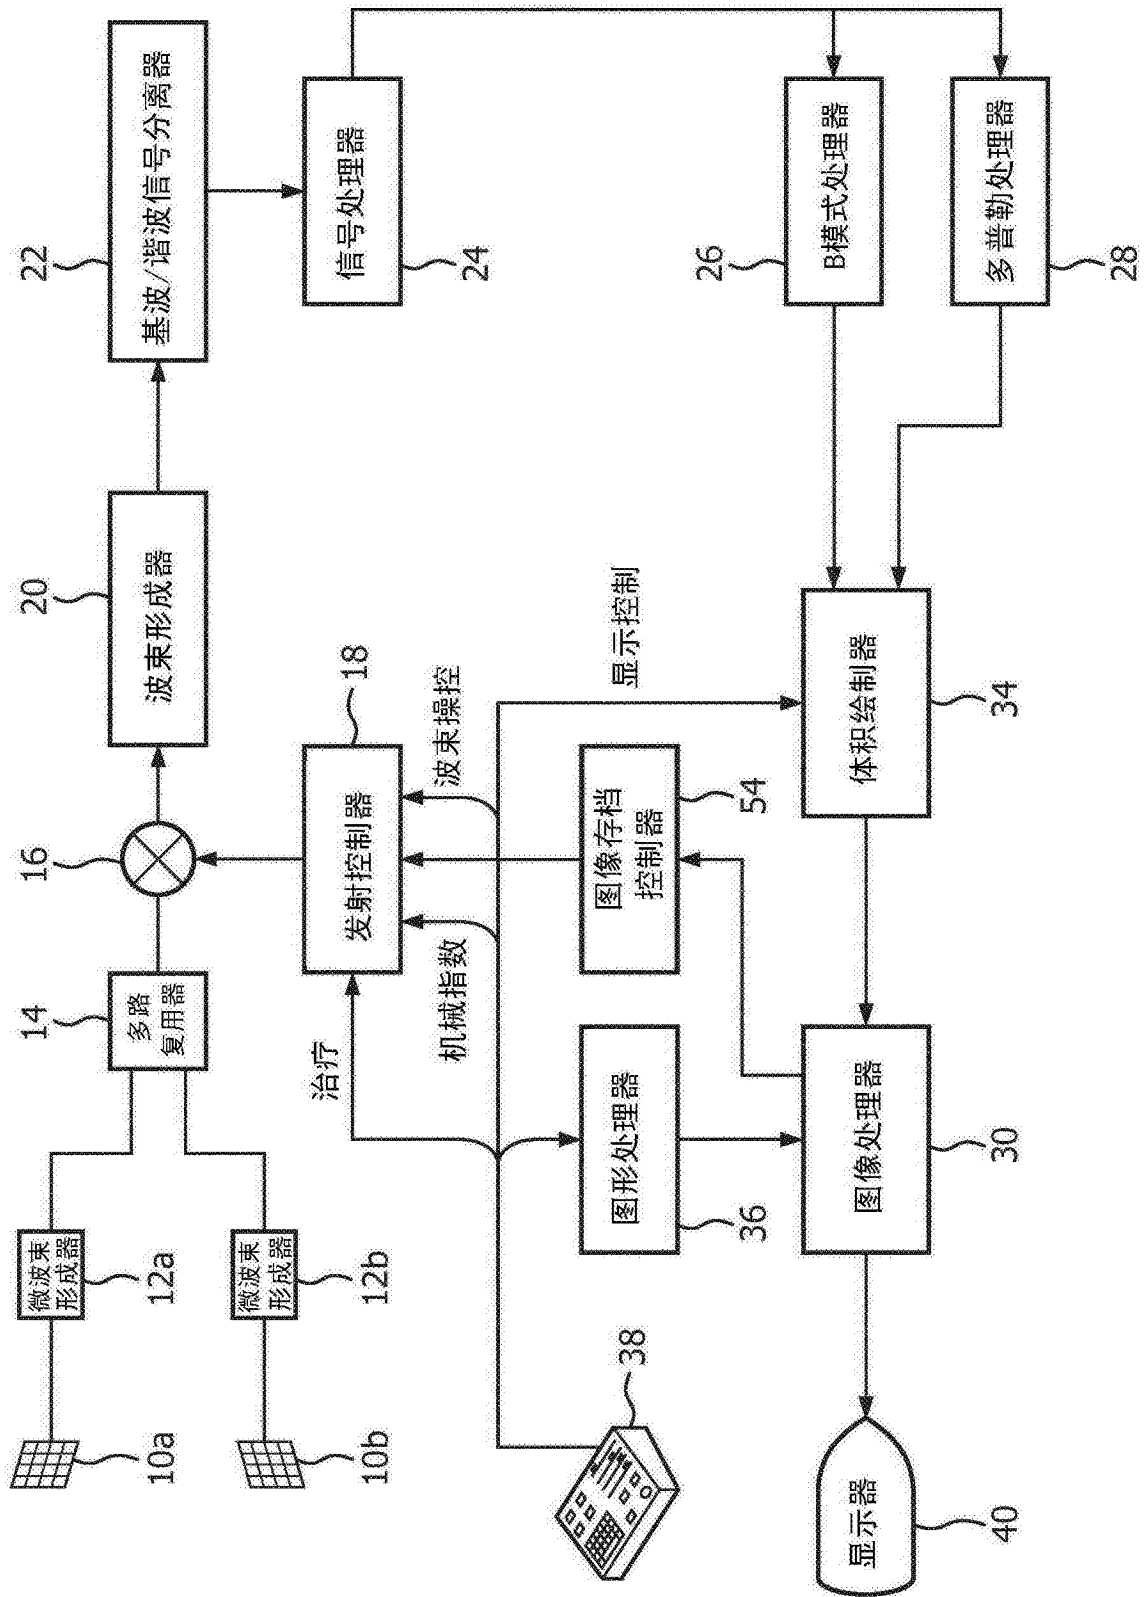 10a
微波束
形成器
12a
10b
微波束
形成器
12b
14
多路
复用器
16
20
波束形成器
22
基波/谐波信号分离器
信号处理器
24
治疗
发射控制器
18
机械指数
波束操控
显示控制
38
图形处理器
36
图像存档
控制器
54
26
B模式处理器
多普勒处理器
28
显示器
40
图像处理器
30
体积绘制器
34